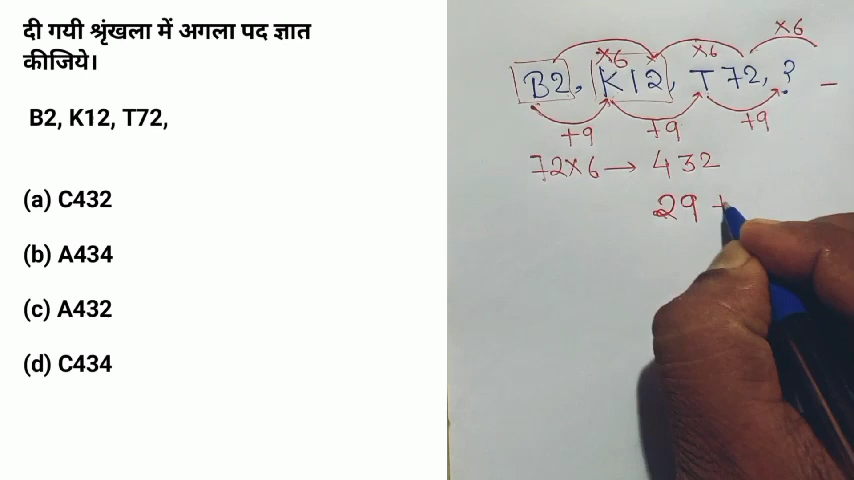 दी गयी श्रृंखला में अगला पद ज्ञात
कीजिये।
B2, K12, T72,
(a) C432
(b) A434
(c) A432
(d) C434
×6 ×6 ×6
B2, K12, T72, ? –
+9 +9 +9
72×6 → 432
29 +